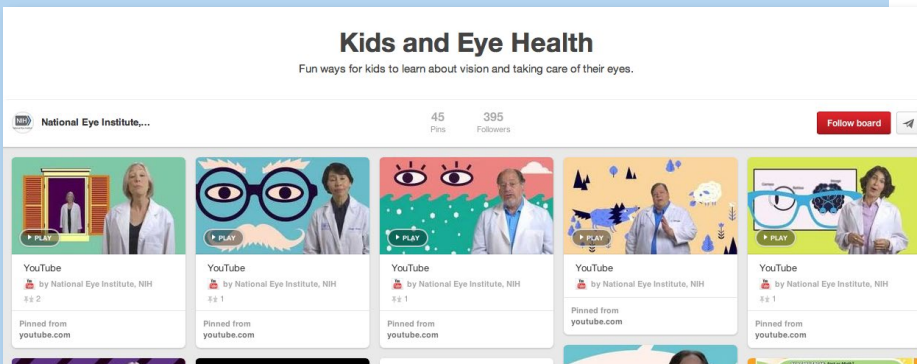 Kids and Eye Health
Fun ways for kids to learn about vision and taking care of their eyes.
NIH
National Eye Institute,...
45
Pins
395
Followers
Follow board
PLAY
YouTube
by National Eye Institute, NIH
2
Pinned from
youtube.com
PLAY
YouTube
by National Eye Institute, NIH
1
Pinned from
youtube.com
PLAY
YouTube
by National Eye Institute, NIH
1
Pinned from
youtube.com
PLAY
YouTube
by National Eye Institute, NIH
Pinned from
youtube.com
PLAY
YouTube
by National Eye Institute, NIH
1
Pinned from
youtube.com